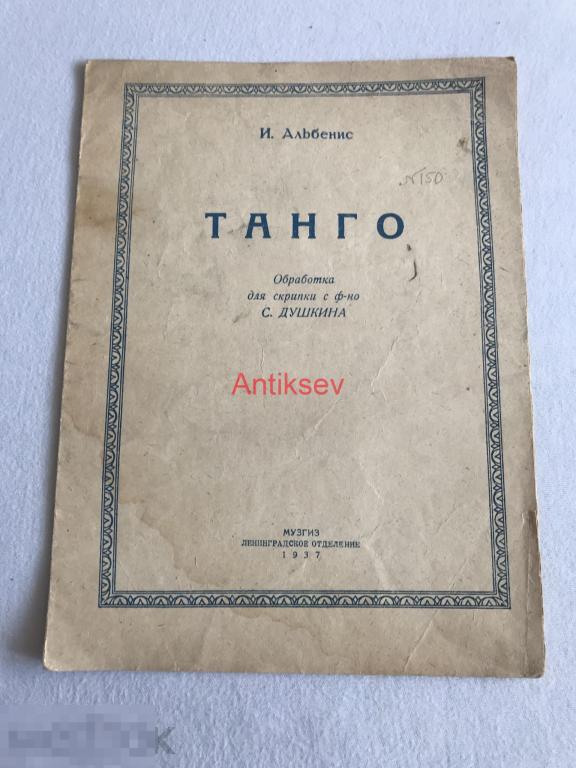 И. Альбенис
№150
ТАНГО
Обработка
для скрипки с ф-но
С. ДУШКИНА
Antiksev
МУЗГИЗ
ЛЕНИНГРАДСКОЕ ОТДЕЛЕНИЕ
1937